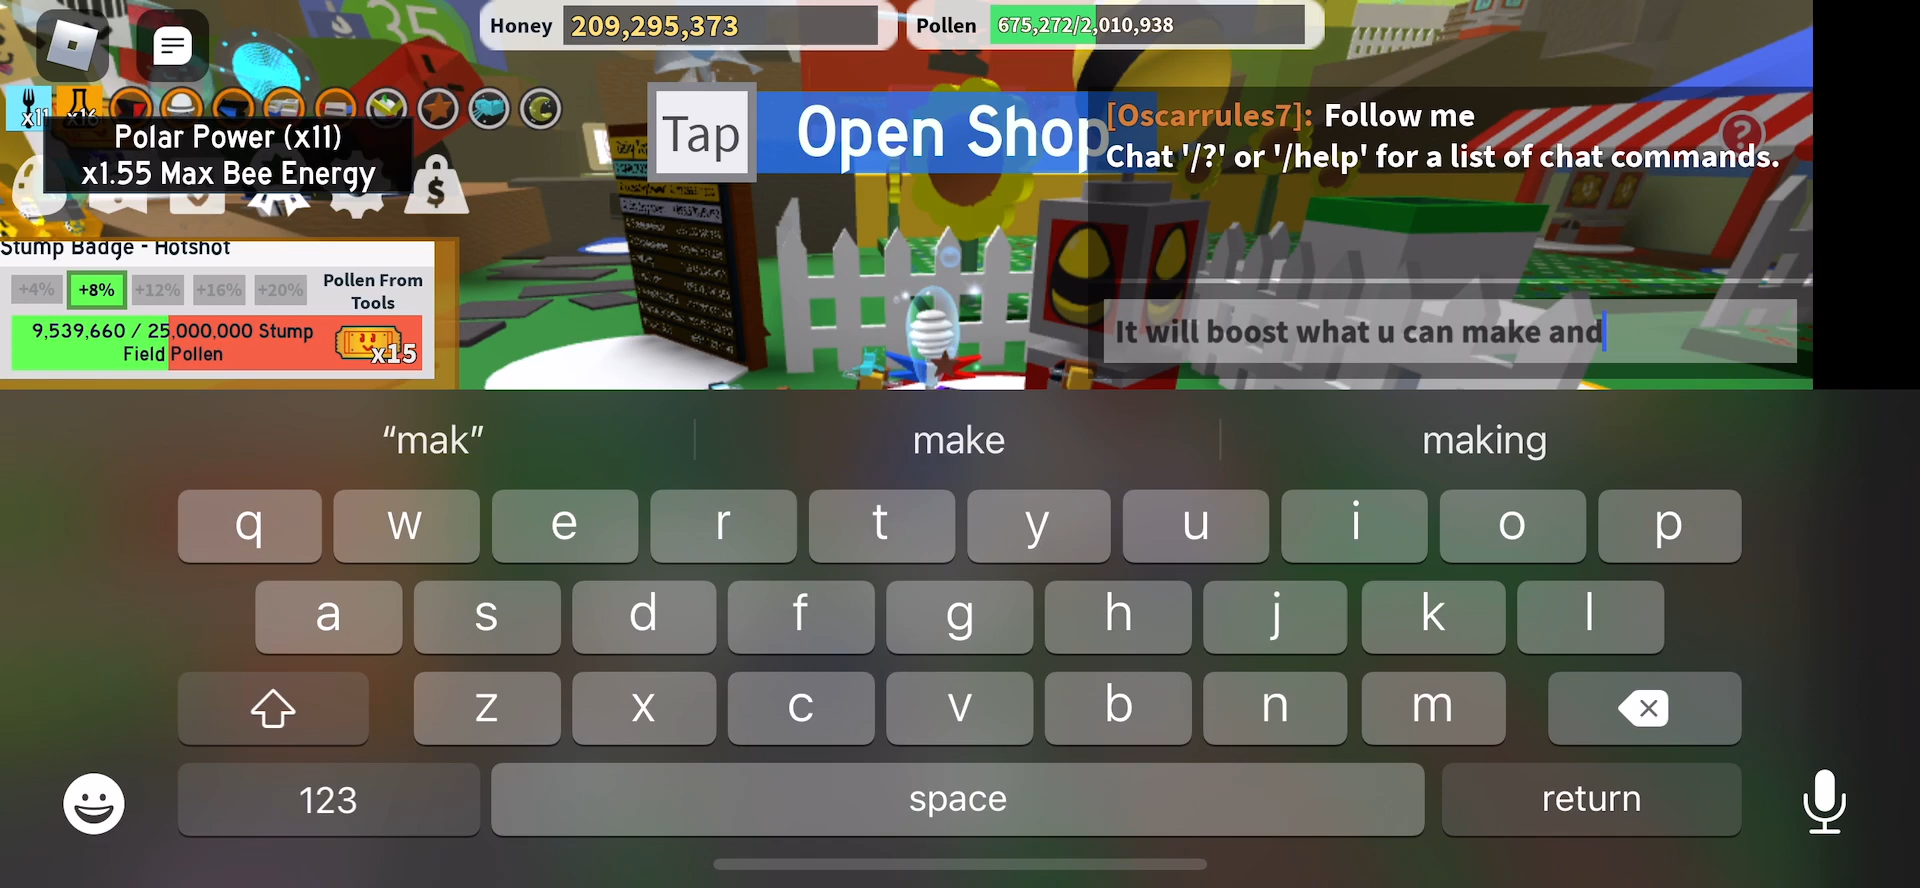 Honey 209,295,373
Pollen 675,272/2,010,938
35
x11 x16
Polar Power (x11)
x1.55 Max Bee Energy
Tap Open Shop
[Oscarrules7]: Follow me
Chat '/?' or '/help' for a list of chat commands.
?
$
Stump Badge - Hotshot
+4% +8% +12% +16% +20%
Pollen From
Tools
9,539,660 / 25,000,000 Stump
Field Pollen
x15
It will boost what u can make and
“mak” make making
q w e r t y u i o p
a s d f g h j k l
z x c v b n m
123 space return